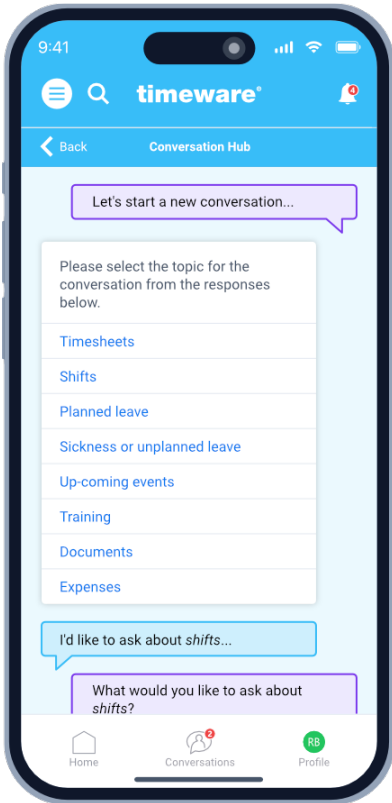 9:41
timeware®
4
Back
Conversation Hub
Let's start a new conversation...
Please select the topic for the
conversation from the responses
below.
Timesheets
Shifts
Planned leave
Sickness or unplanned leave
Up-coming events
Training
Documents
Expenses
I'd like to ask about shifts...
What would you like to ask about
shifts?
2
RB
Home
Conversations
Profile